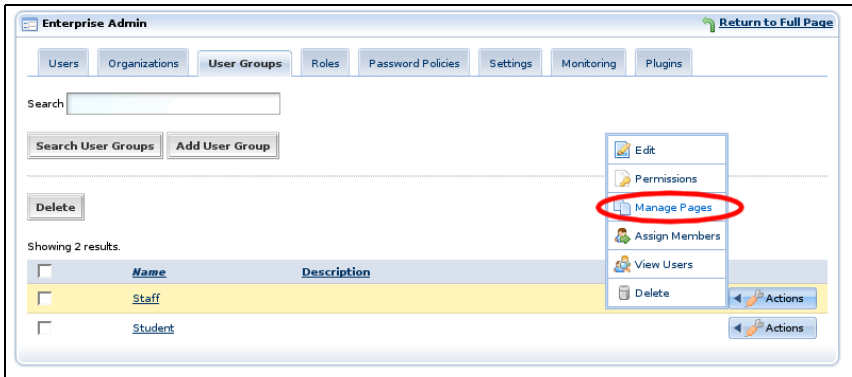 Enterprise Admin Return to Full Page
Users Organizations User Groups Roles Password Policies Settings Monitoring Plugins
Search
Search User Groups Add User Group
Edit
Permissions
Delete Manage Pages
Assign Members
Showing 2 results.
View Users
Name Description
Delete
Staff Actions
Student Actions